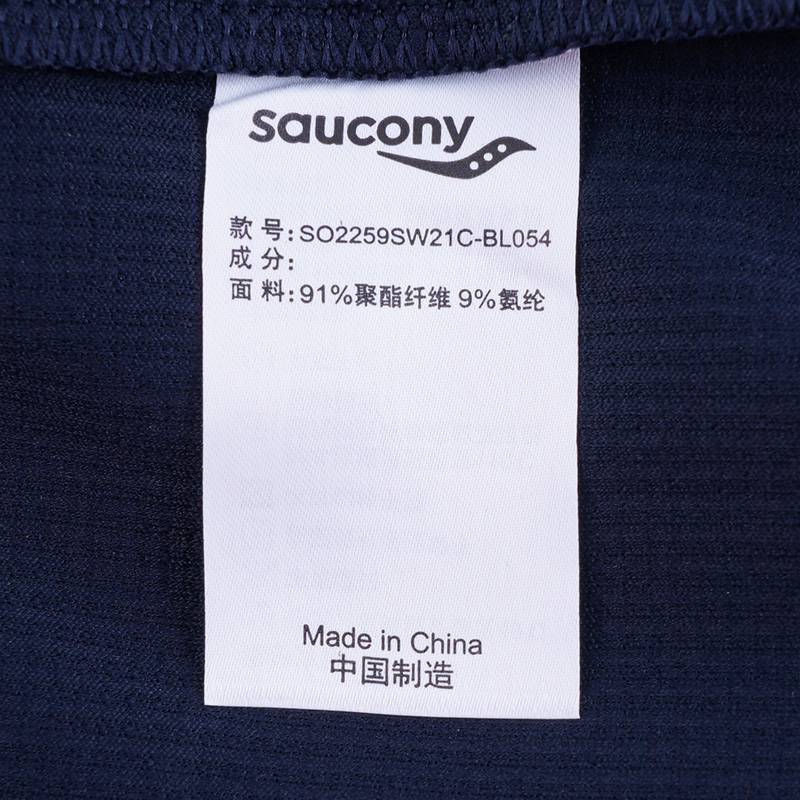 saucony
款号:SO2259SW21C-BL054
成分:
面料:91%聚酯纤维 9%氨纶
Made in China
中国制造